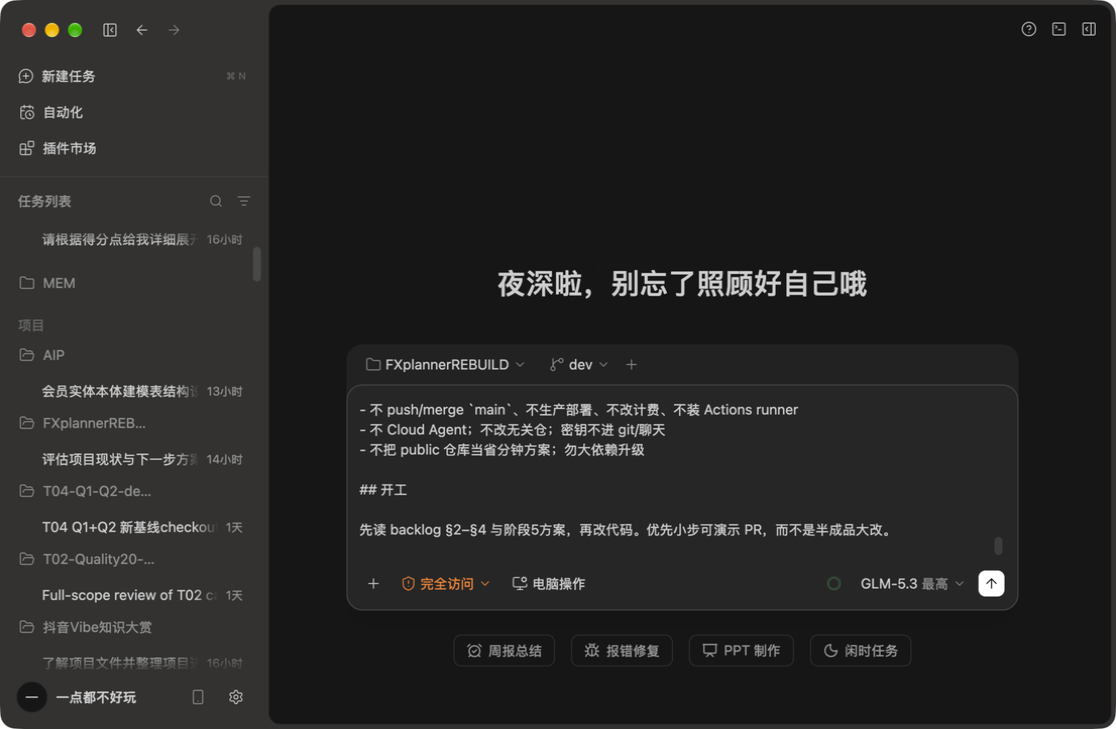 新建任务 ⌘ N
自动化
插件市场
任务列表
请根据得分点给我详细展 16小时
MEM
项目
AIP
会员实体本体建模表结构 13小时
FXplannerREB...
评估项目现状与下一步方 14小时
T04-Q1-Q2-de...
T04 Q1+Q2 新基线checkou 1天
T02-Quality20-...
Full-scope review of T02 c 1天
抖音Vibe知识大赏
了解项目文件并整理项目 16小时
一点都不好玩
夜深啦，别忘了照顾好自己哦
FXplannerREBUILD dev
- 不 push/merge `main`、不生产部署、不改计费、不装 Actions runner
- 不 Cloud Agent；不改无关仓；密钥不进 git/聊天
- 不把 public 仓库当省分钟方案；勿大依赖升级
## 开工
先读 backlog §2–§4 与阶段5方案，再改代码。优先小步可演示 PR，而不是半成品大改。
完全访问 电脑操作 GLM-5.3 最高
周报总结 报错修复 PPT 制作 闲时任务